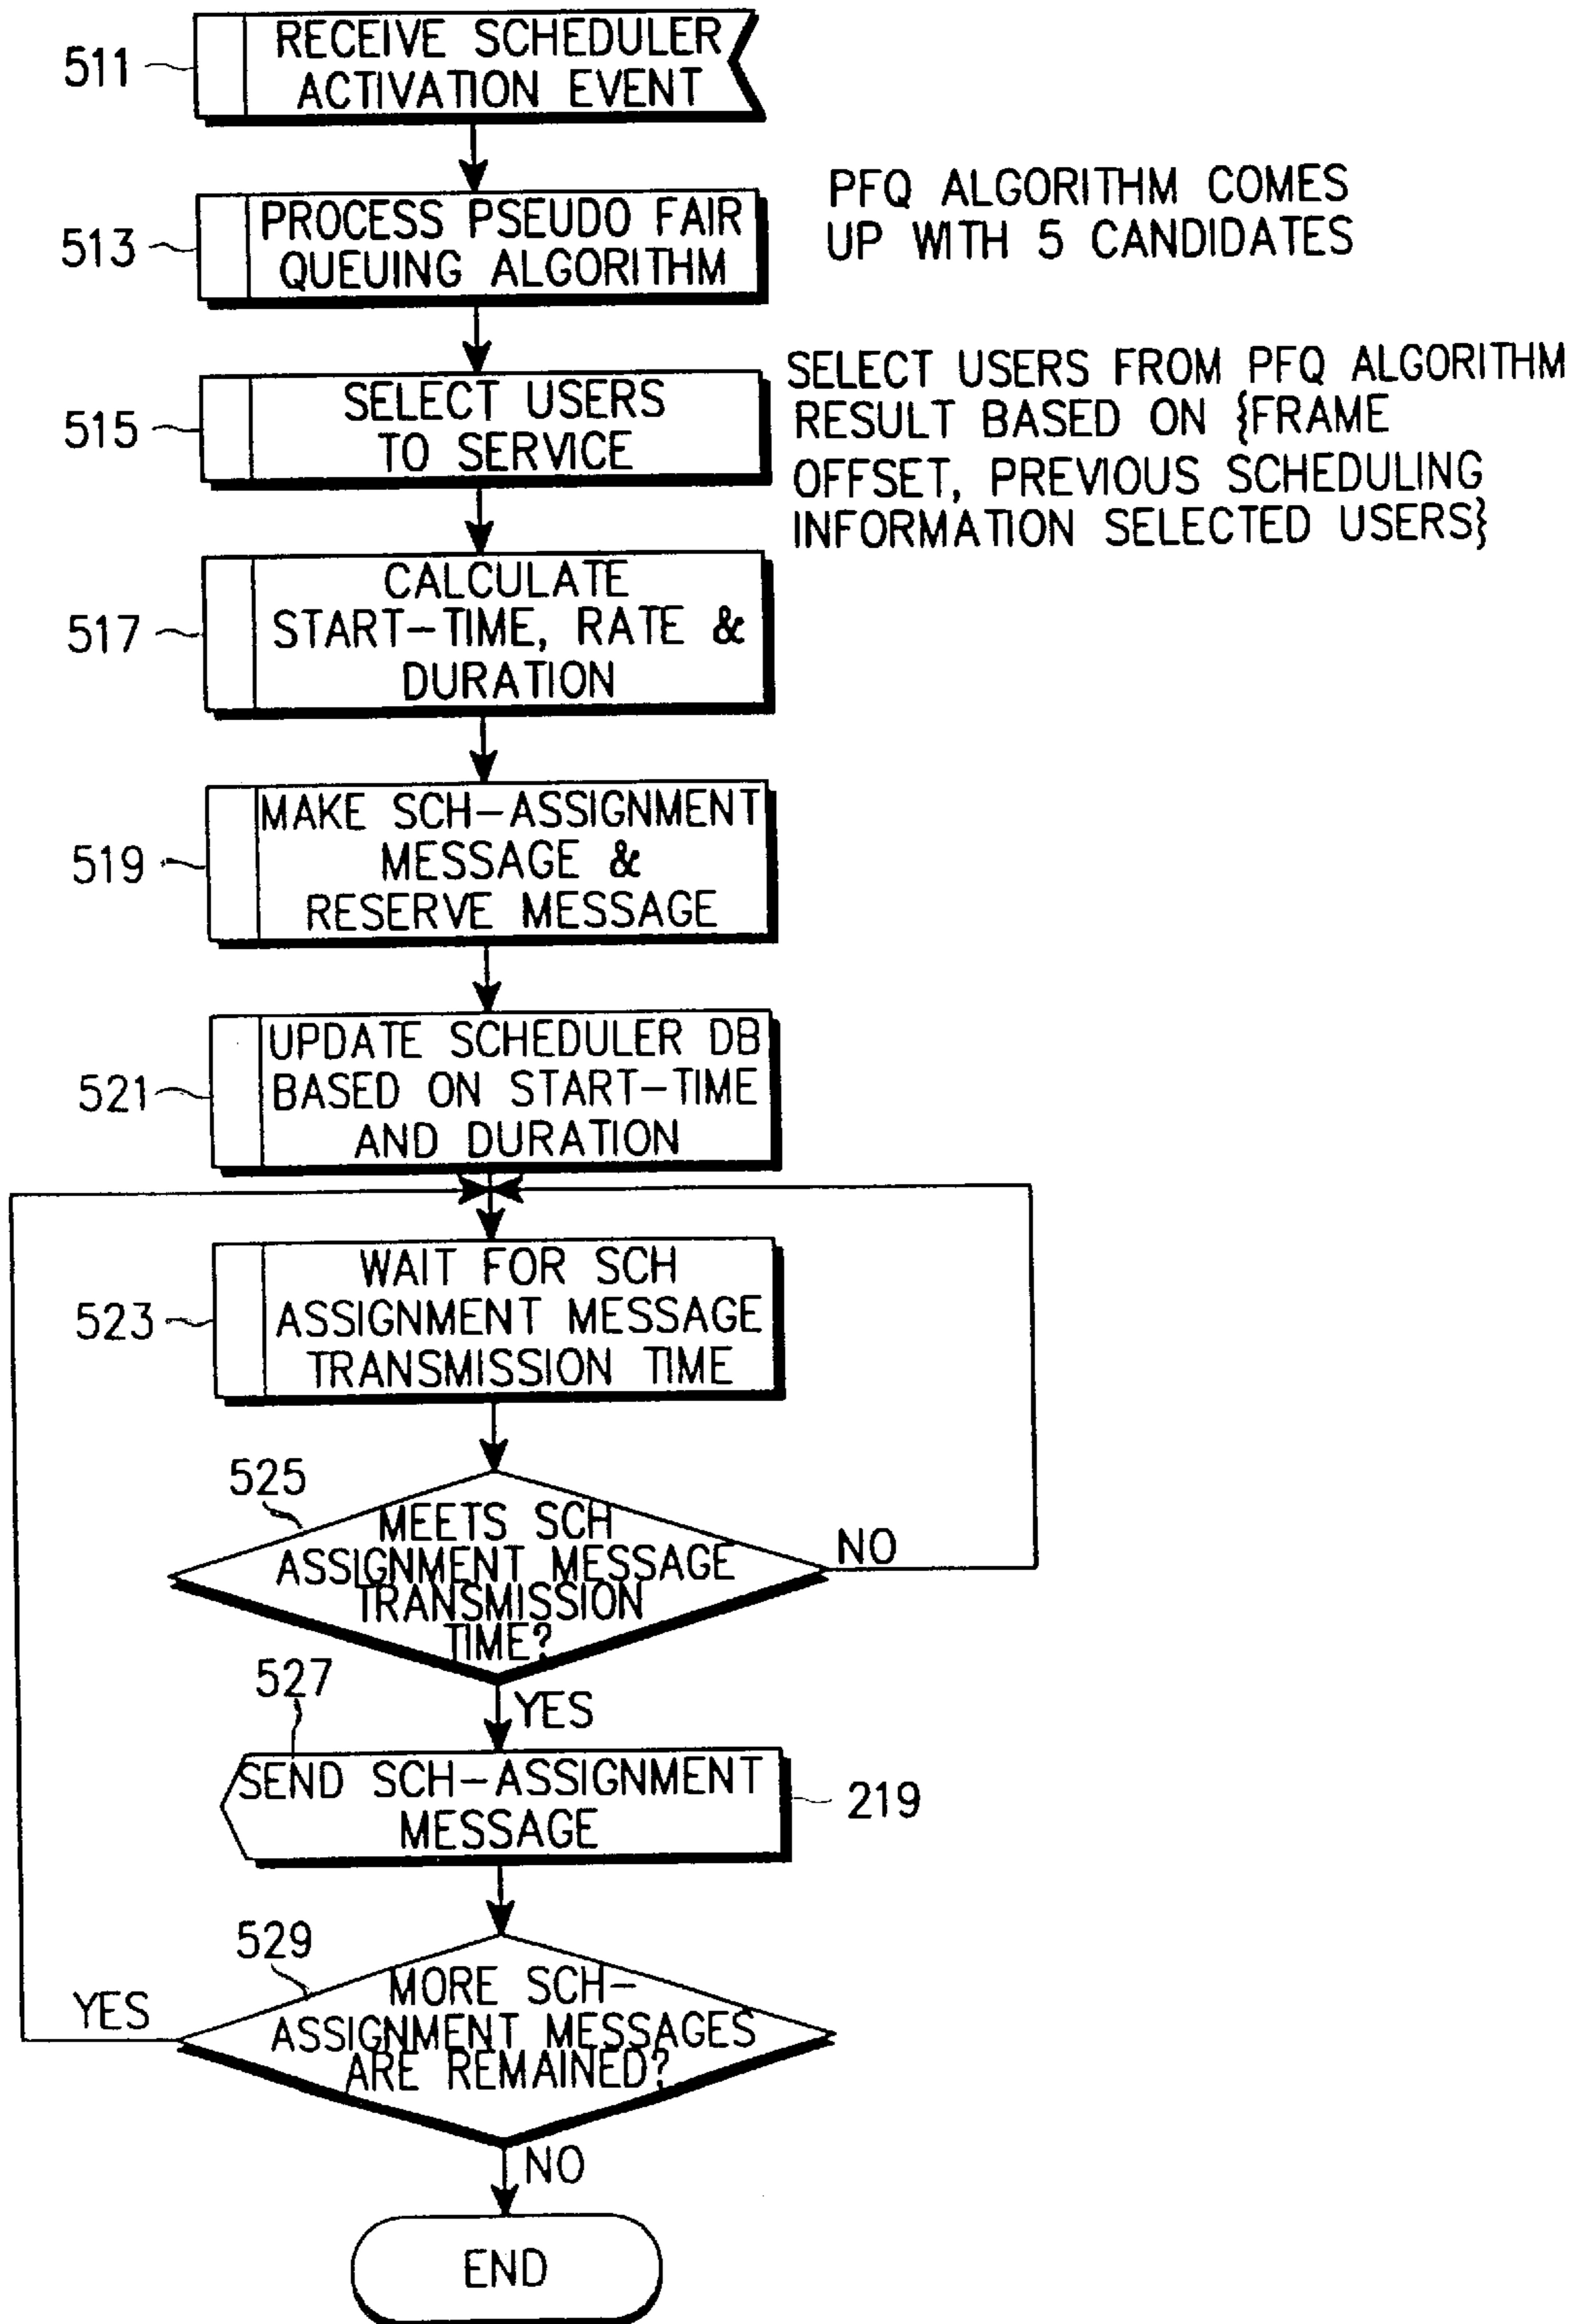 511
RECEIVE SCHEDULER
ACTIVATION EVENT
513
PROCESS PSEUDO FAIR
QUEUING ALGORITHM
PFQ ALGORITHM COMES
UP WITH 5 CANDIDATES
515
SELECT USERS
TO SERVICE
SELECT USERS FROM PFQ ALGORITHM
RESULT BASED ON {FRAME
OFFSET, PREVIOUS SCHEDULING
INFORMATION SELECTED USERS}
517
CALCULATE
START-TIME, RATE &
DURATION
519
MAKE SCH-ASSIGNMENT
MESSAGE &
RESERVE MESSAGE
521
UPDATE SCHEDULER DB
BASED ON START-TIME
AND DURATION
523
WAIT FOR SCH
ASSIGNMENT MESSAGE
TRANSMISSION TIME
525
MEETS SCH
ASSIGNMENT MESSAGE
TRANSMISSION
TIME?
NO
YES
527
SEND SCH-ASSIGNMENT
MESSAGE
219
529
MORE SCH-
ASSIGNMENT MESSAGES
ARE REMAINED?
YES
NO
END